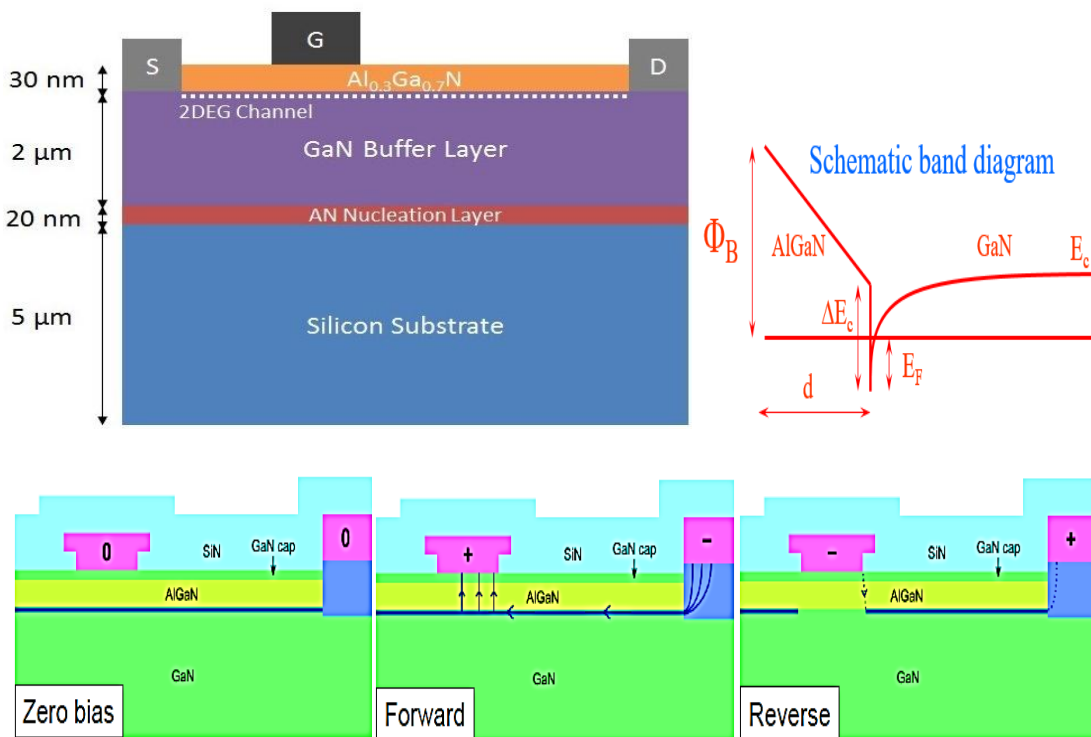 G
S
D
30 nm
Al0.3Ga0.7N
2DEG Channel
2 μm
GaN Buffer Layer
20 nm
AN Nucleation Layer
5 μm
Silicon Substrate
Schematic band diagram
ΦB
AlGaN
GaN
Ec
ΔEc
EF
d
0
0
SiN
GaN cap
AlGaN
GaN
Zero bias
+
−
SiN
GaN cap
AlGaN
GaN
Forward
−
+
SiN
GaN cap
AlGaN
GaN
Reverse